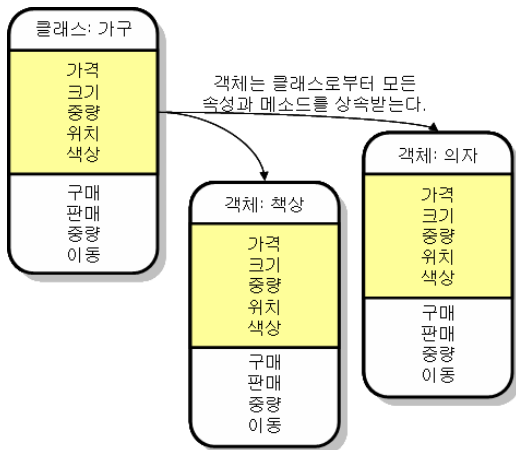 클래스: 가구
가격
크기
중량
위치
색상
구매
판매
중량
이동
객체는 클래스로부터 모든
속성과 메소드를 상속받는다.
객체: 책상
가격
크기
중량
위치
색상
구매
판매
중량
이동
객체: 의자
가격
크기
중량
위치
색상
구매
판매
중량
이동